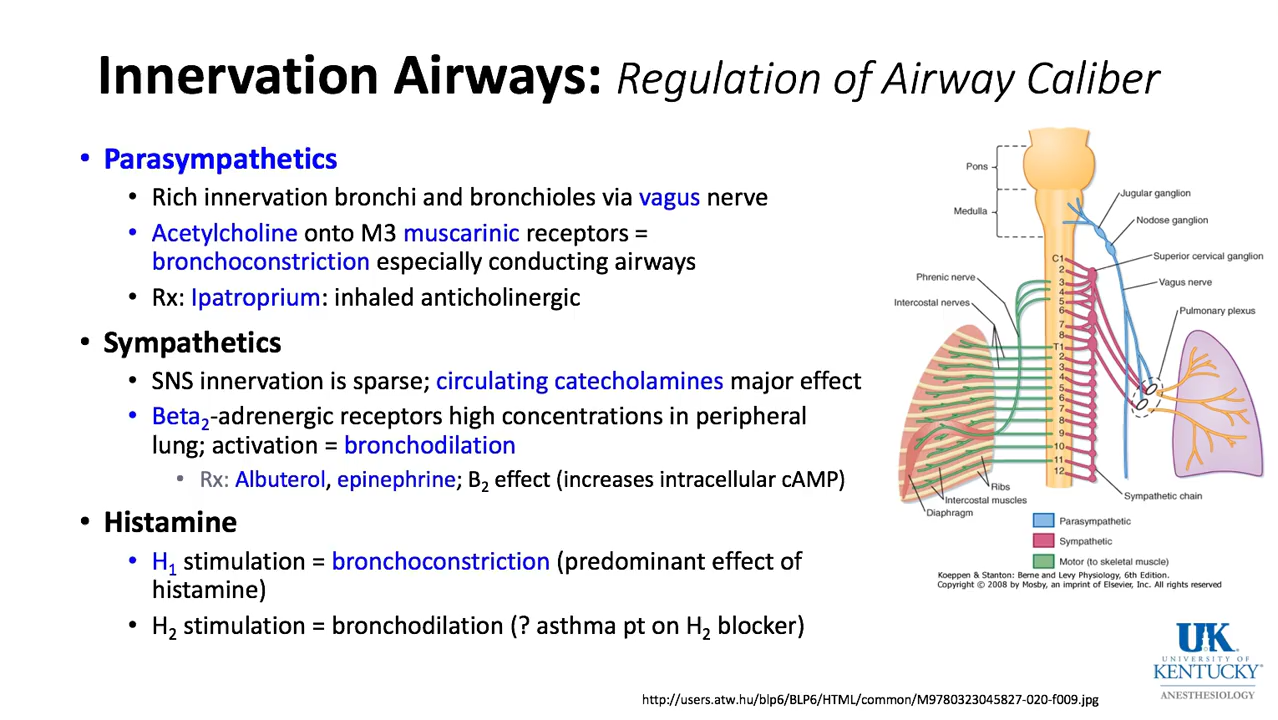 Innervation Airways: Regulation of Airway Caliber
• Parasympathetics
• Rich innervation bronchi and bronchioles via vagus nerve
• Acetylcholine onto M3 muscarinic receptors =
bronchoconstriction especially conducting airways
• Rx: Ipatroprium: inhaled anticholinergic
• Sympathetics
• SNS innervation is sparse; circulating catecholamines major effect
• Beta2-adrenergic receptors high concentrations in peripheral
lung; activation = bronchodilation
• Rx: Albuterol, epinephrine; B2 effect (increases intracellular cAMP)
• Histamine
• H1 stimulation = bronchoconstriction (predominant effect of
histamine)
• H2 stimulation = bronchodilation (? asthma pt on H2 blocker)
Pons
Medulla
Jugular ganglion
Nodose ganglion
Superior cervical ganglion
Vagus nerve
Pulmonary plexus
Phrenic nerve
Intercostal nerves
C1
2
3
4
5
6
7
8
T1
2
3
4
5
6
7
8
9
10
11
12
Ribs
Intercostal muscles
Diaphragm
Sympathetic chain
Parasympathetic
Sympathetic
Motor (to skeletal muscle)
Koeppen & Stanton: Berne and Levy Physiology, 6th Edition.
Copyright © 2008 by Mosby, an imprint of Elsevier, Inc. All rights reserved
UK
UNIVERSITY OF
KENTUCKY
ANESTHESIOLOGY
http://users.atw.hu/blp6/BLP6/HTML/common/M9780323045827-020-f009.jpg